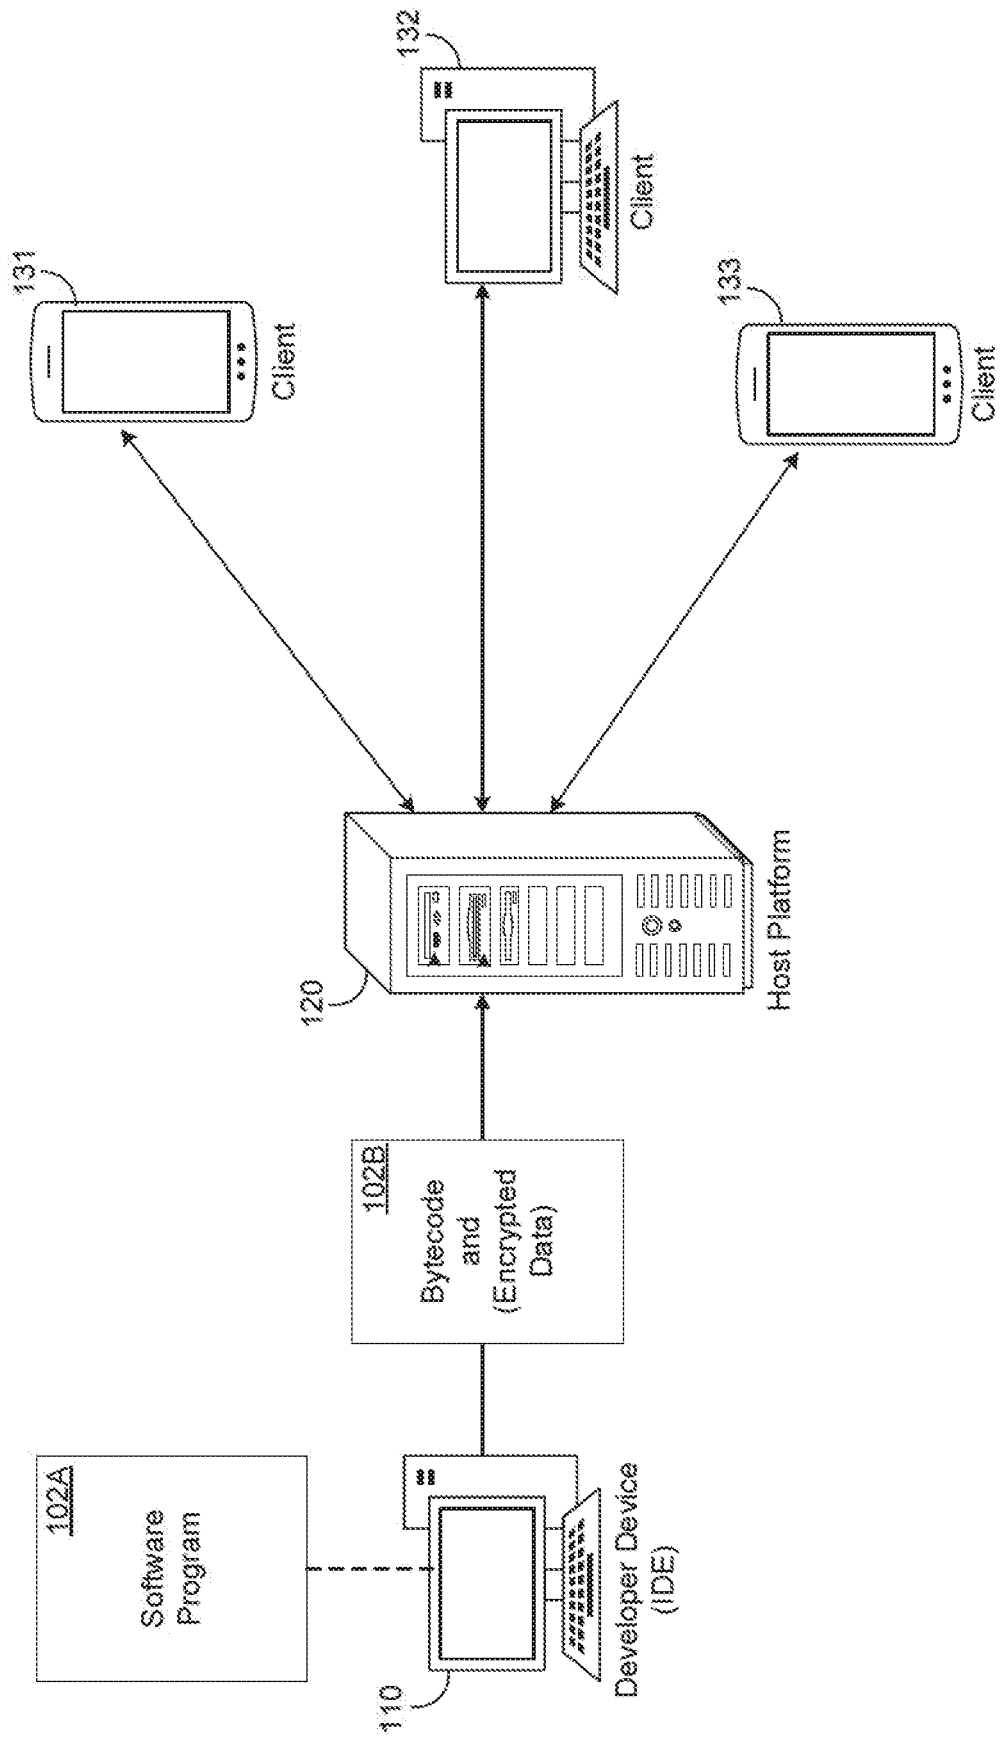 102A
Software
Program
110
Developer Device
(IDE)
102B
Bytecode
and
(Encrypted
Data)
120
Host Platform
131
Client
132
Client
133
Client